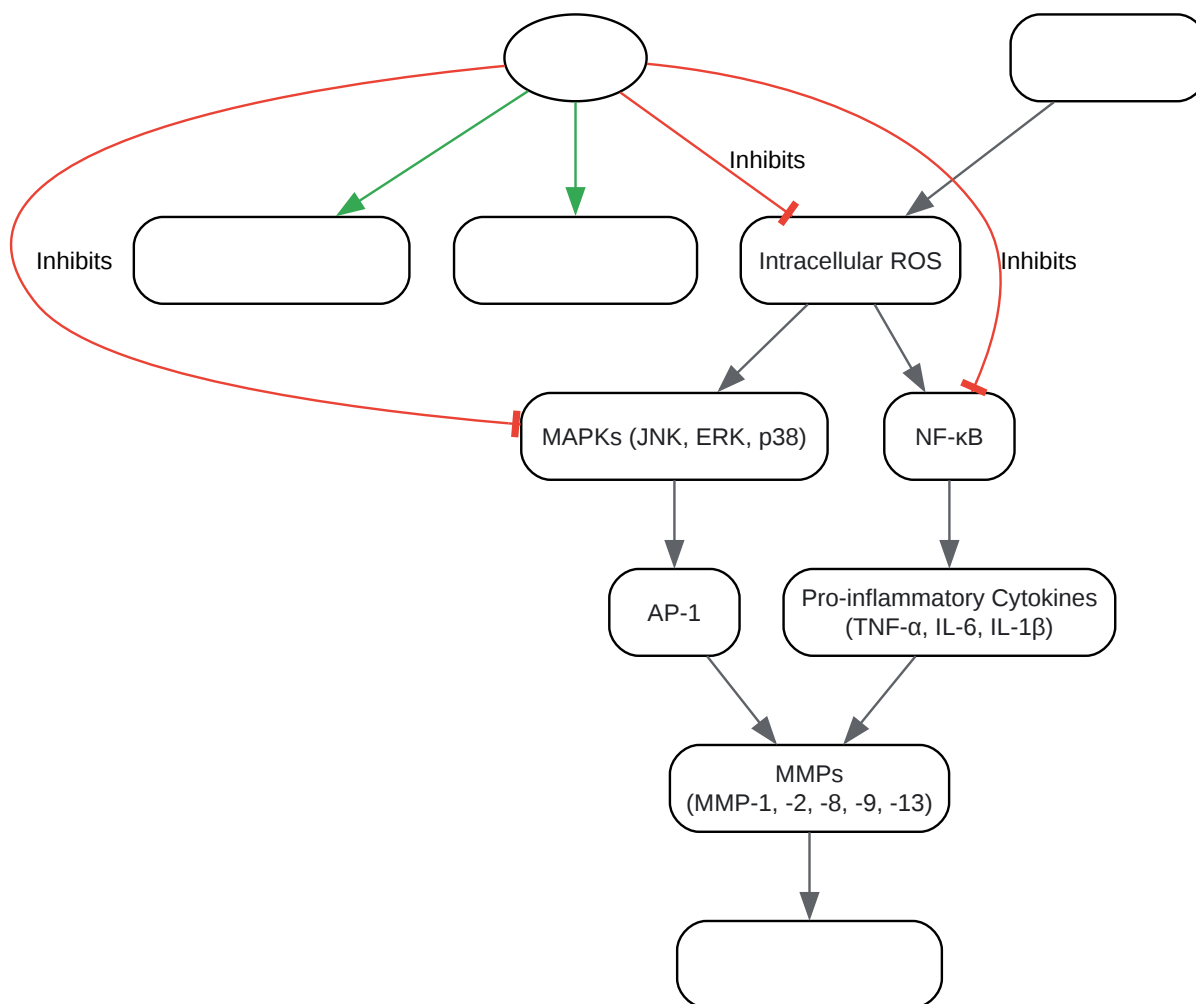 Inhibits
Inhibits
Intracellular ROS
Inhibits
MAPKs (JNK, ERK, p38)
NF-κB
AP-1
Pro-inflammatory Cytokines
(TNF-α, IL-6, IL-1β)
MMPs
(MMP-1, -2, -8, -9, -13)